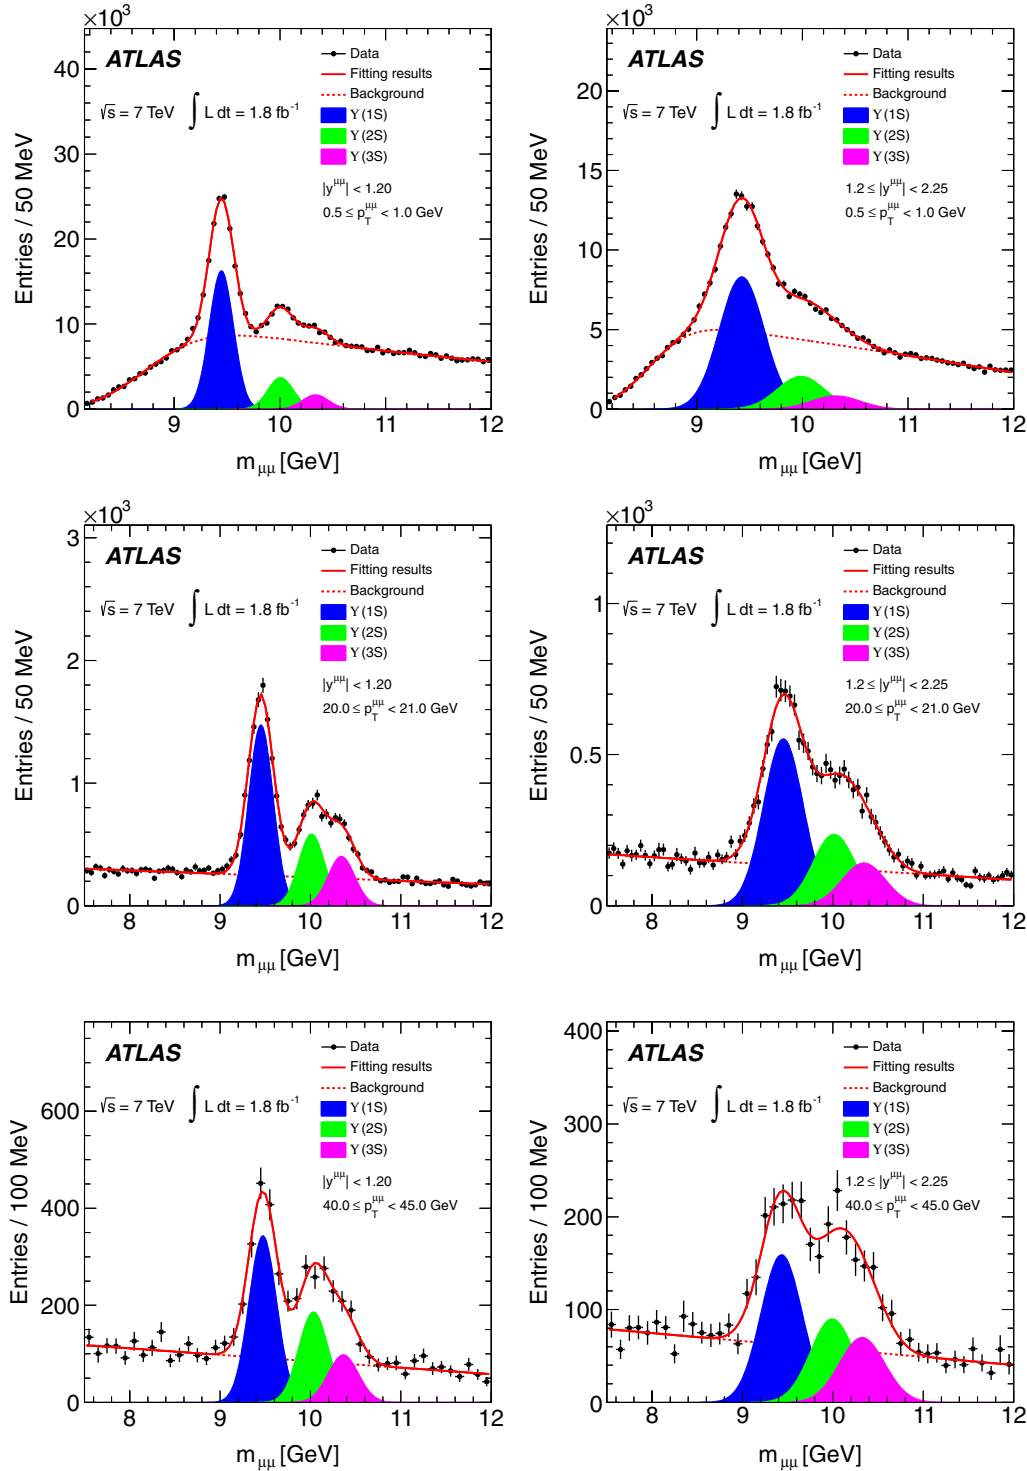 ×10³
40
30
20
10
0
9
10
11
12
Entries / 50 MeV
m_μμ [GeV]
ATLAS
√s = 7 TeV ∫ L dt = 1.8 fb⁻¹
Data
Fitting results
Background
Υ(1S)
Υ(2S)
Υ(3S)
|y^μμ| < 1.20
0.5 ≤ p_T^μμ < 1.0 GeV
×10³
20
15
10
5
0
9
10
11
12
Entries / 50 MeV
m_μμ [GeV]
ATLAS
√s = 7 TeV ∫ L dt = 1.8 fb⁻¹
Data
Fitting results
Background
Υ(1S)
Υ(2S)
Υ(3S)
1.2 ≤ |y^μμ| < 2.25
0.5 ≤ p_T^μμ < 1.0 GeV
×10³
3
2
1
0
8
9
10
11
12
Entries / 50 MeV
m_μμ [GeV]
ATLAS
√s = 7 TeV ∫ L dt = 1.8 fb⁻¹
Data
Fitting results
Background
Υ(1S)
Υ(2S)
Υ(3S)
|y^μμ| < 1.20
20.0 ≤ p_T^μμ < 21.0 GeV
×10³
1
0.5
0
8
9
10
11
12
Entries / 50 MeV
m_μμ [GeV]
ATLAS
√s = 7 TeV ∫ L dt = 1.8 fb⁻¹
Data
Fitting results
Background
Υ(1S)
Υ(2S)
Υ(3S)
1.2 ≤ |y^μμ| < 2.25
20.0 ≤ p_T^μμ < 21.0 GeV
600
400
200
0
8
9
10
11
12
Entries / 100 MeV
m_μμ [GeV]
ATLAS
√s = 7 TeV ∫ L dt = 1.8 fb⁻¹
Data
Fitting results
Background
Υ(1S)
Υ(2S)
Υ(3S)
|y^μμ| < 1.20
40.0 ≤ p_T^μμ < 45.0 GeV
400
300
200
100
0
8
9
10
11
12
Entries / 100 MeV
m_μμ [GeV]
ATLAS
√s = 7 TeV ∫ L dt = 1.8 fb⁻¹
Data
Fitting results
Background
Υ(1S)
Υ(2S)
Υ(3S)
1.2 ≤ |y^μμ| < 2.25
40.0 ≤ p_T^μμ < 45.0 GeV